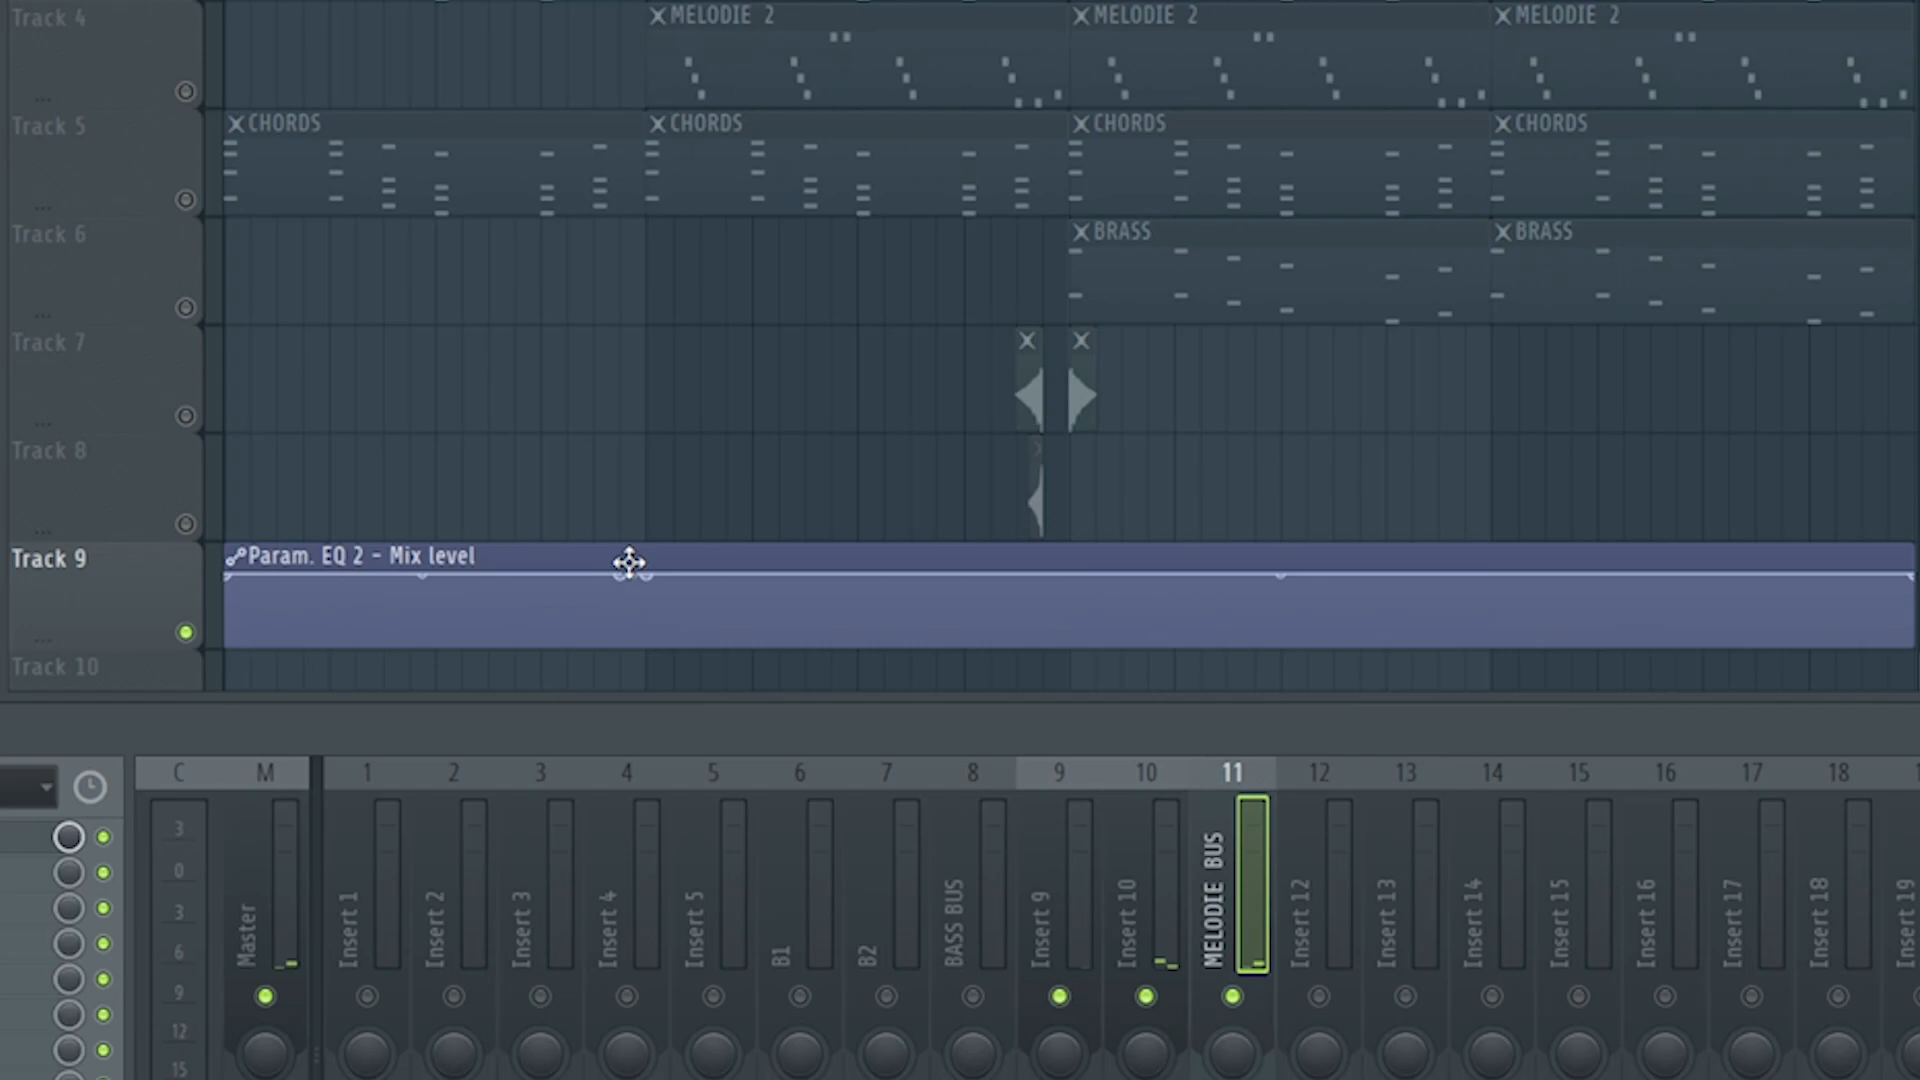 Track 4
MELODIE 2
MELODIE 2
MELODIE 2
...
Track 5
CHORDS
CHORDS
CHORDS
CHORDS
...
Track 6
BRASS
BRASS
...
Track 7
...
Track 8
...
Track 9
Param. EQ 2 - Mix level
...
Track 10
C M 1 2 3 4 5 6 7 8 9 10 11 12 13 14 15 16 17 18
3
0
3
6
9
12
15
Master
Insert 1
Insert 2
Insert 3
Insert 4
Insert 5
B1
B2
BASS BUS
Insert 9
Insert 10
MELODIE BUS
Insert 12
Insert 13
Insert 14
Insert 15
Insert 16
Insert 17
Insert 18
Insert 19